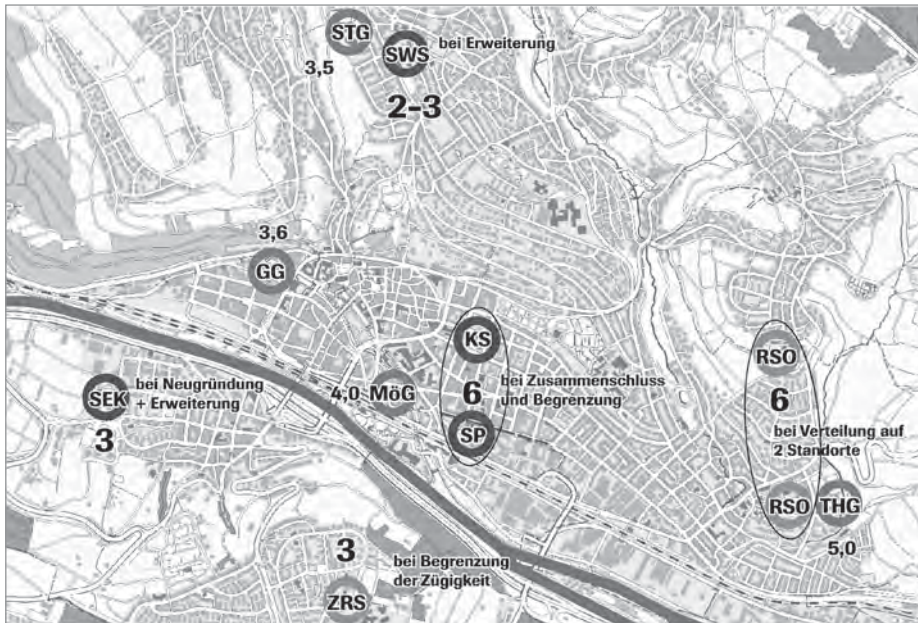 STG
SWS
bei Erweiterung
3,5
2-3
3,6
GG
KS
RSO
SEK
bei Neugründung
+ Erweiterung
3
4,0
MöG
6
bei Zusammenschluss
und Begrenzung
SP
6
bei Verteilung auf
2 Standorte
RSO
THG
5,0
3
bei Begrenzung
der Zügigkeit
ZRS